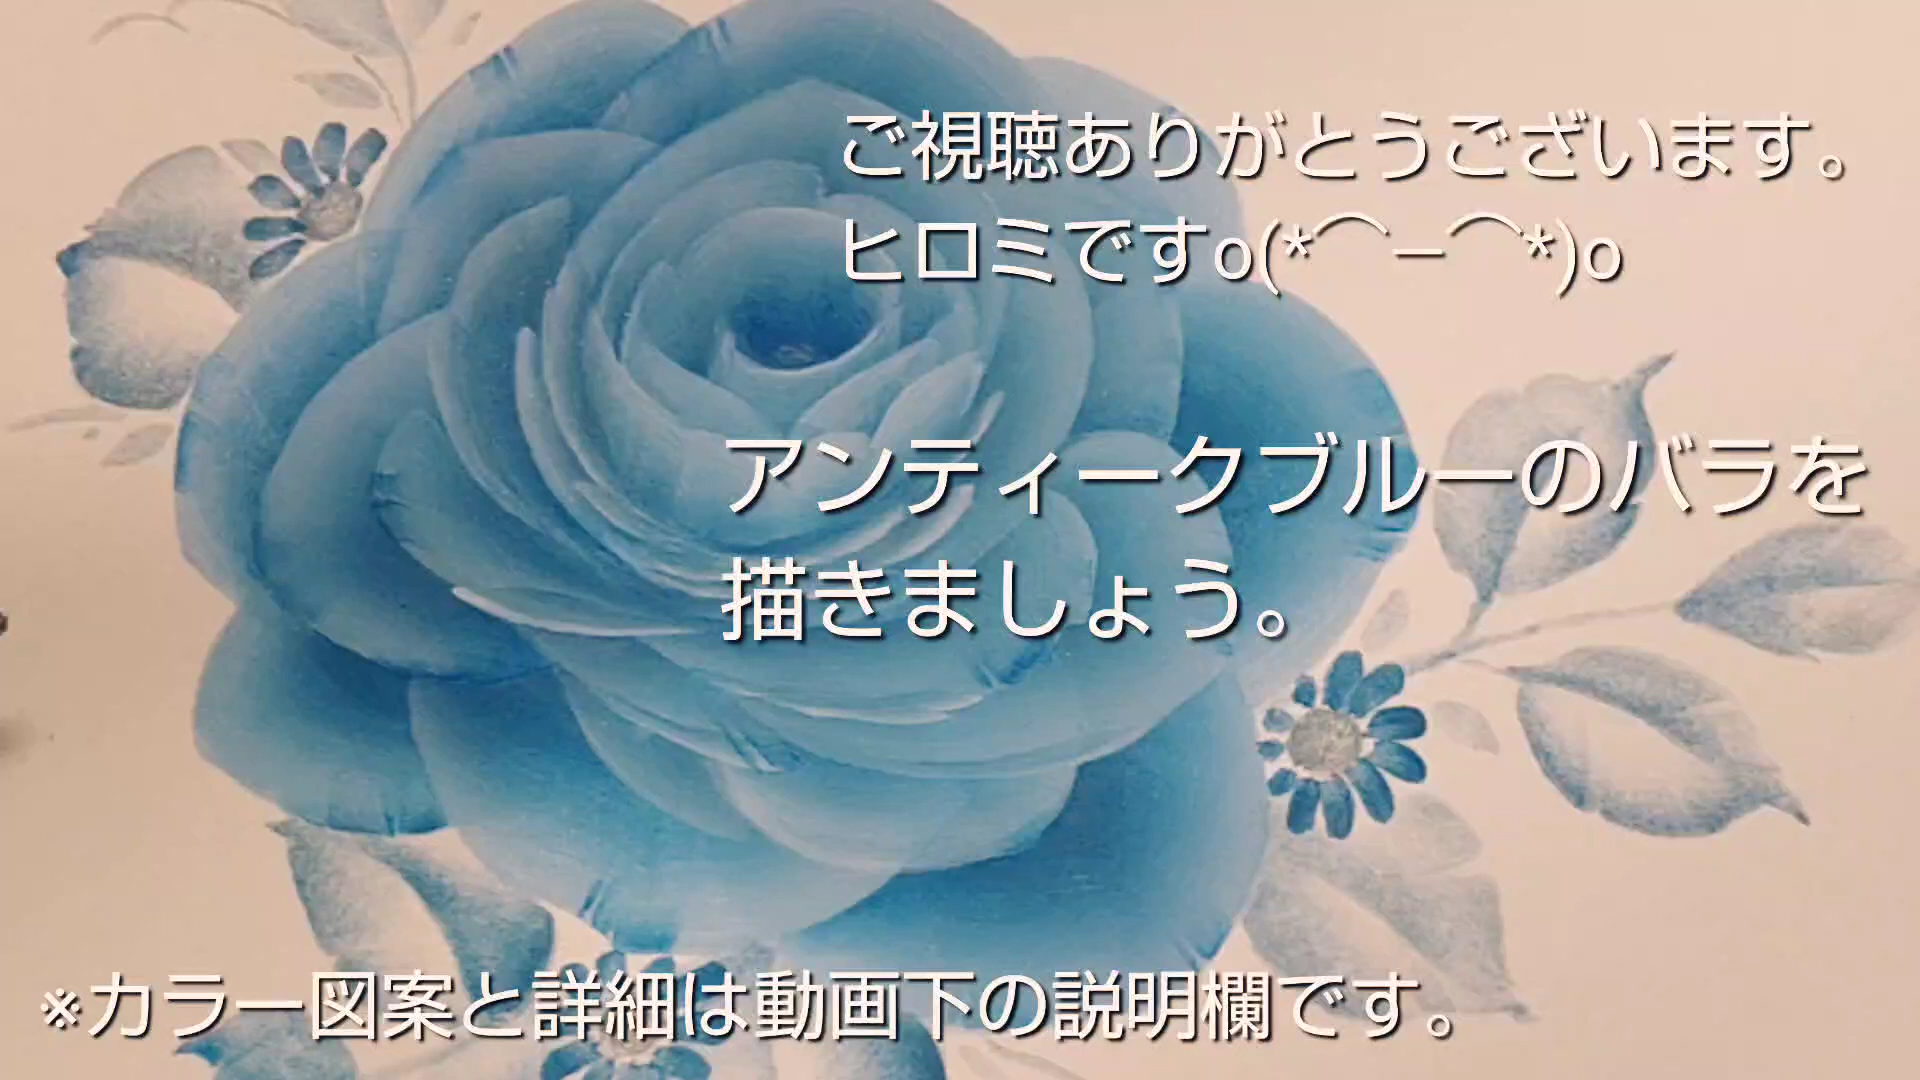 ご視聴ありがとうございます。
ヒロミですo(*⌒―⌒*)o
アンティークブルーのバラを
描きましょう。
※カラー図案と詳細は動画下の説明欄です。